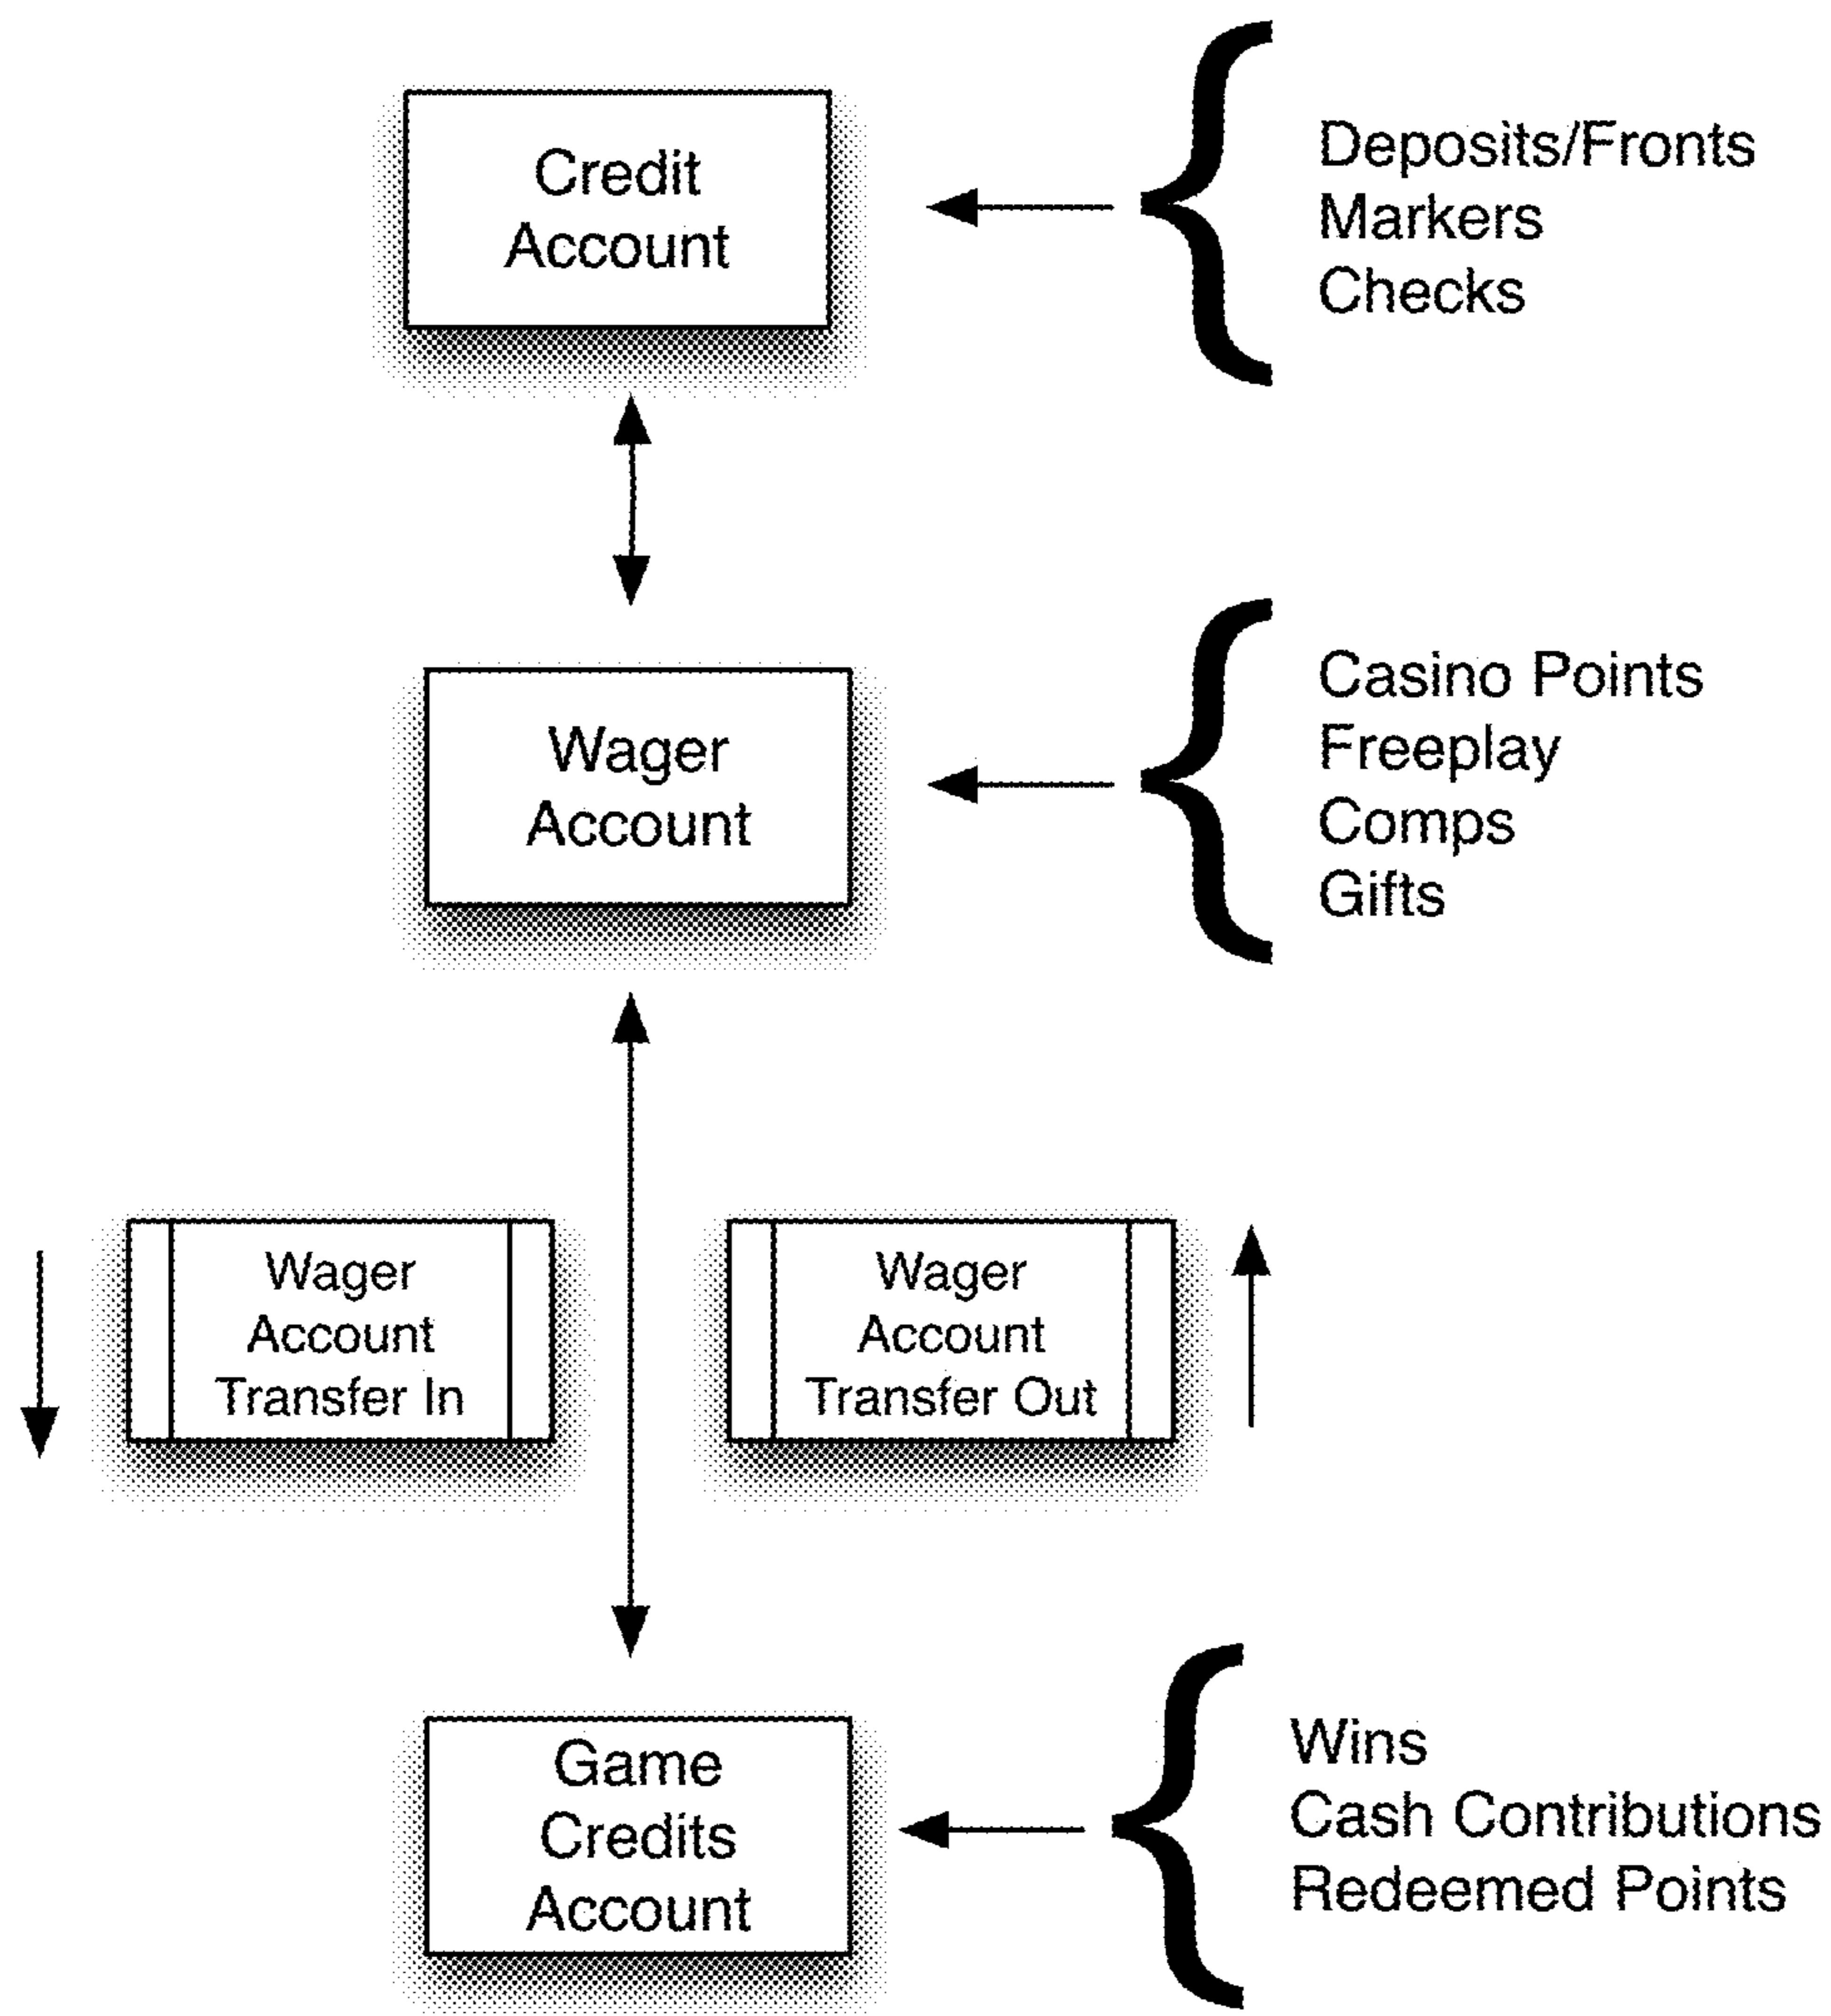 Credit
Account
Deposits/Fronts
Markers
Checks
Wager
Account
Casino Points
Freeplay
Comps
Gifts
Wager
Account
Transfer In
Wager
Account
Transfer Out
Game
Credits
Account
Wins
Cash Contributions
Redeemed Points